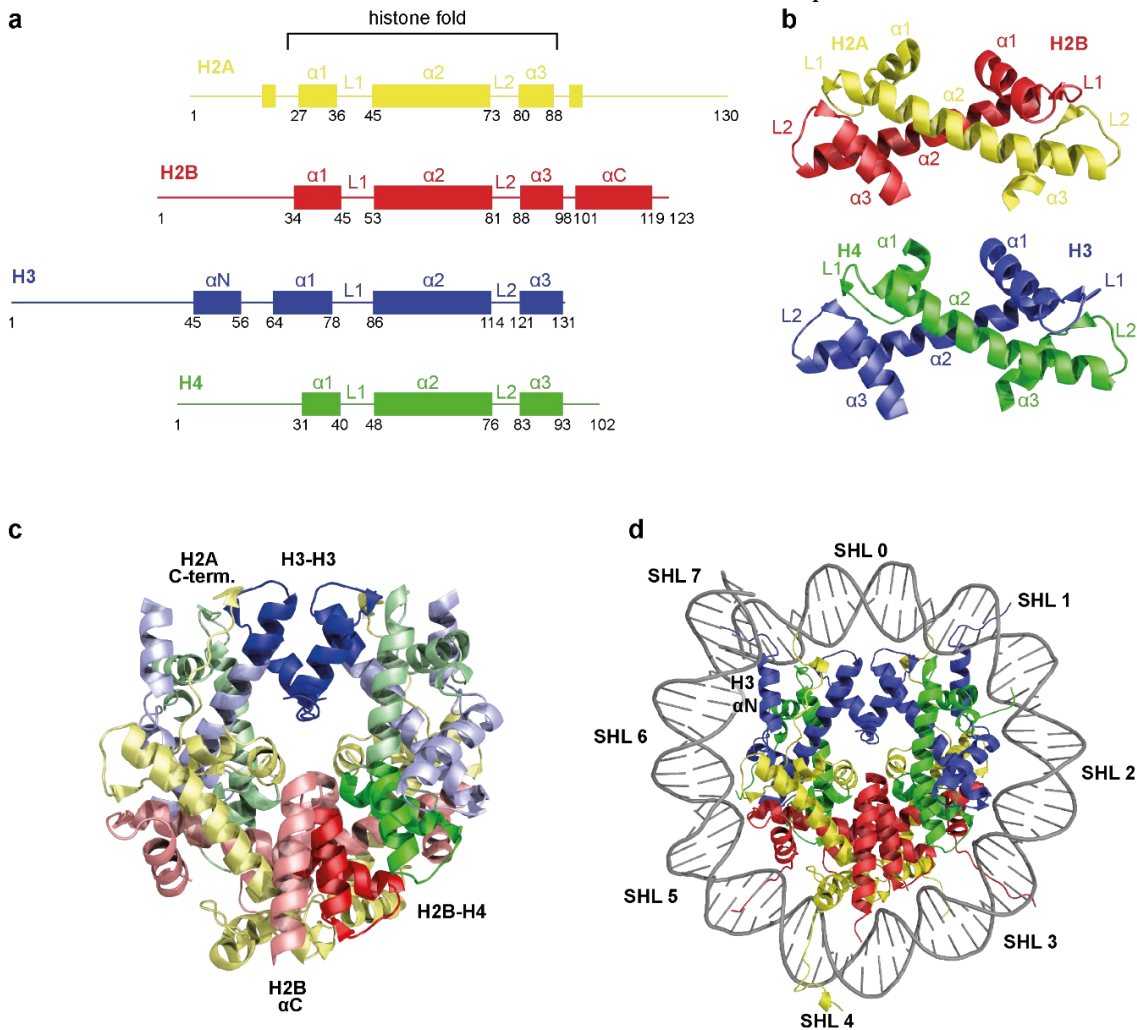 a
histone fold
H2A α1 L1 α2 L2 α3
1 27 36 45 73 80 88 130
H2B α1 L1 α2 L2 α3 αC
1 34 45 53 81 88 98 101 119 123
H3 αN α1 L1 α2 L2 α3
1 45 56 64 78 86 114 121 131
H4 α1 L1 α2 L2 α3
1 31 40 48 76 83 93 102
b
H2A α1 α1 H2B
L1 L1
α2
L2 L2
α2
α3 α3
α1 α1
H4 H3
L1 L1
α2
L2 L2
α2
α3 α3
c
H2A
C-term.
H3-H3
H2B-H4
H2B
αC
d
SHL 0
SHL 7
SHL 1
H3
αN
SHL 6
SHL 2
SHL 5
SHL 3
SHL 4